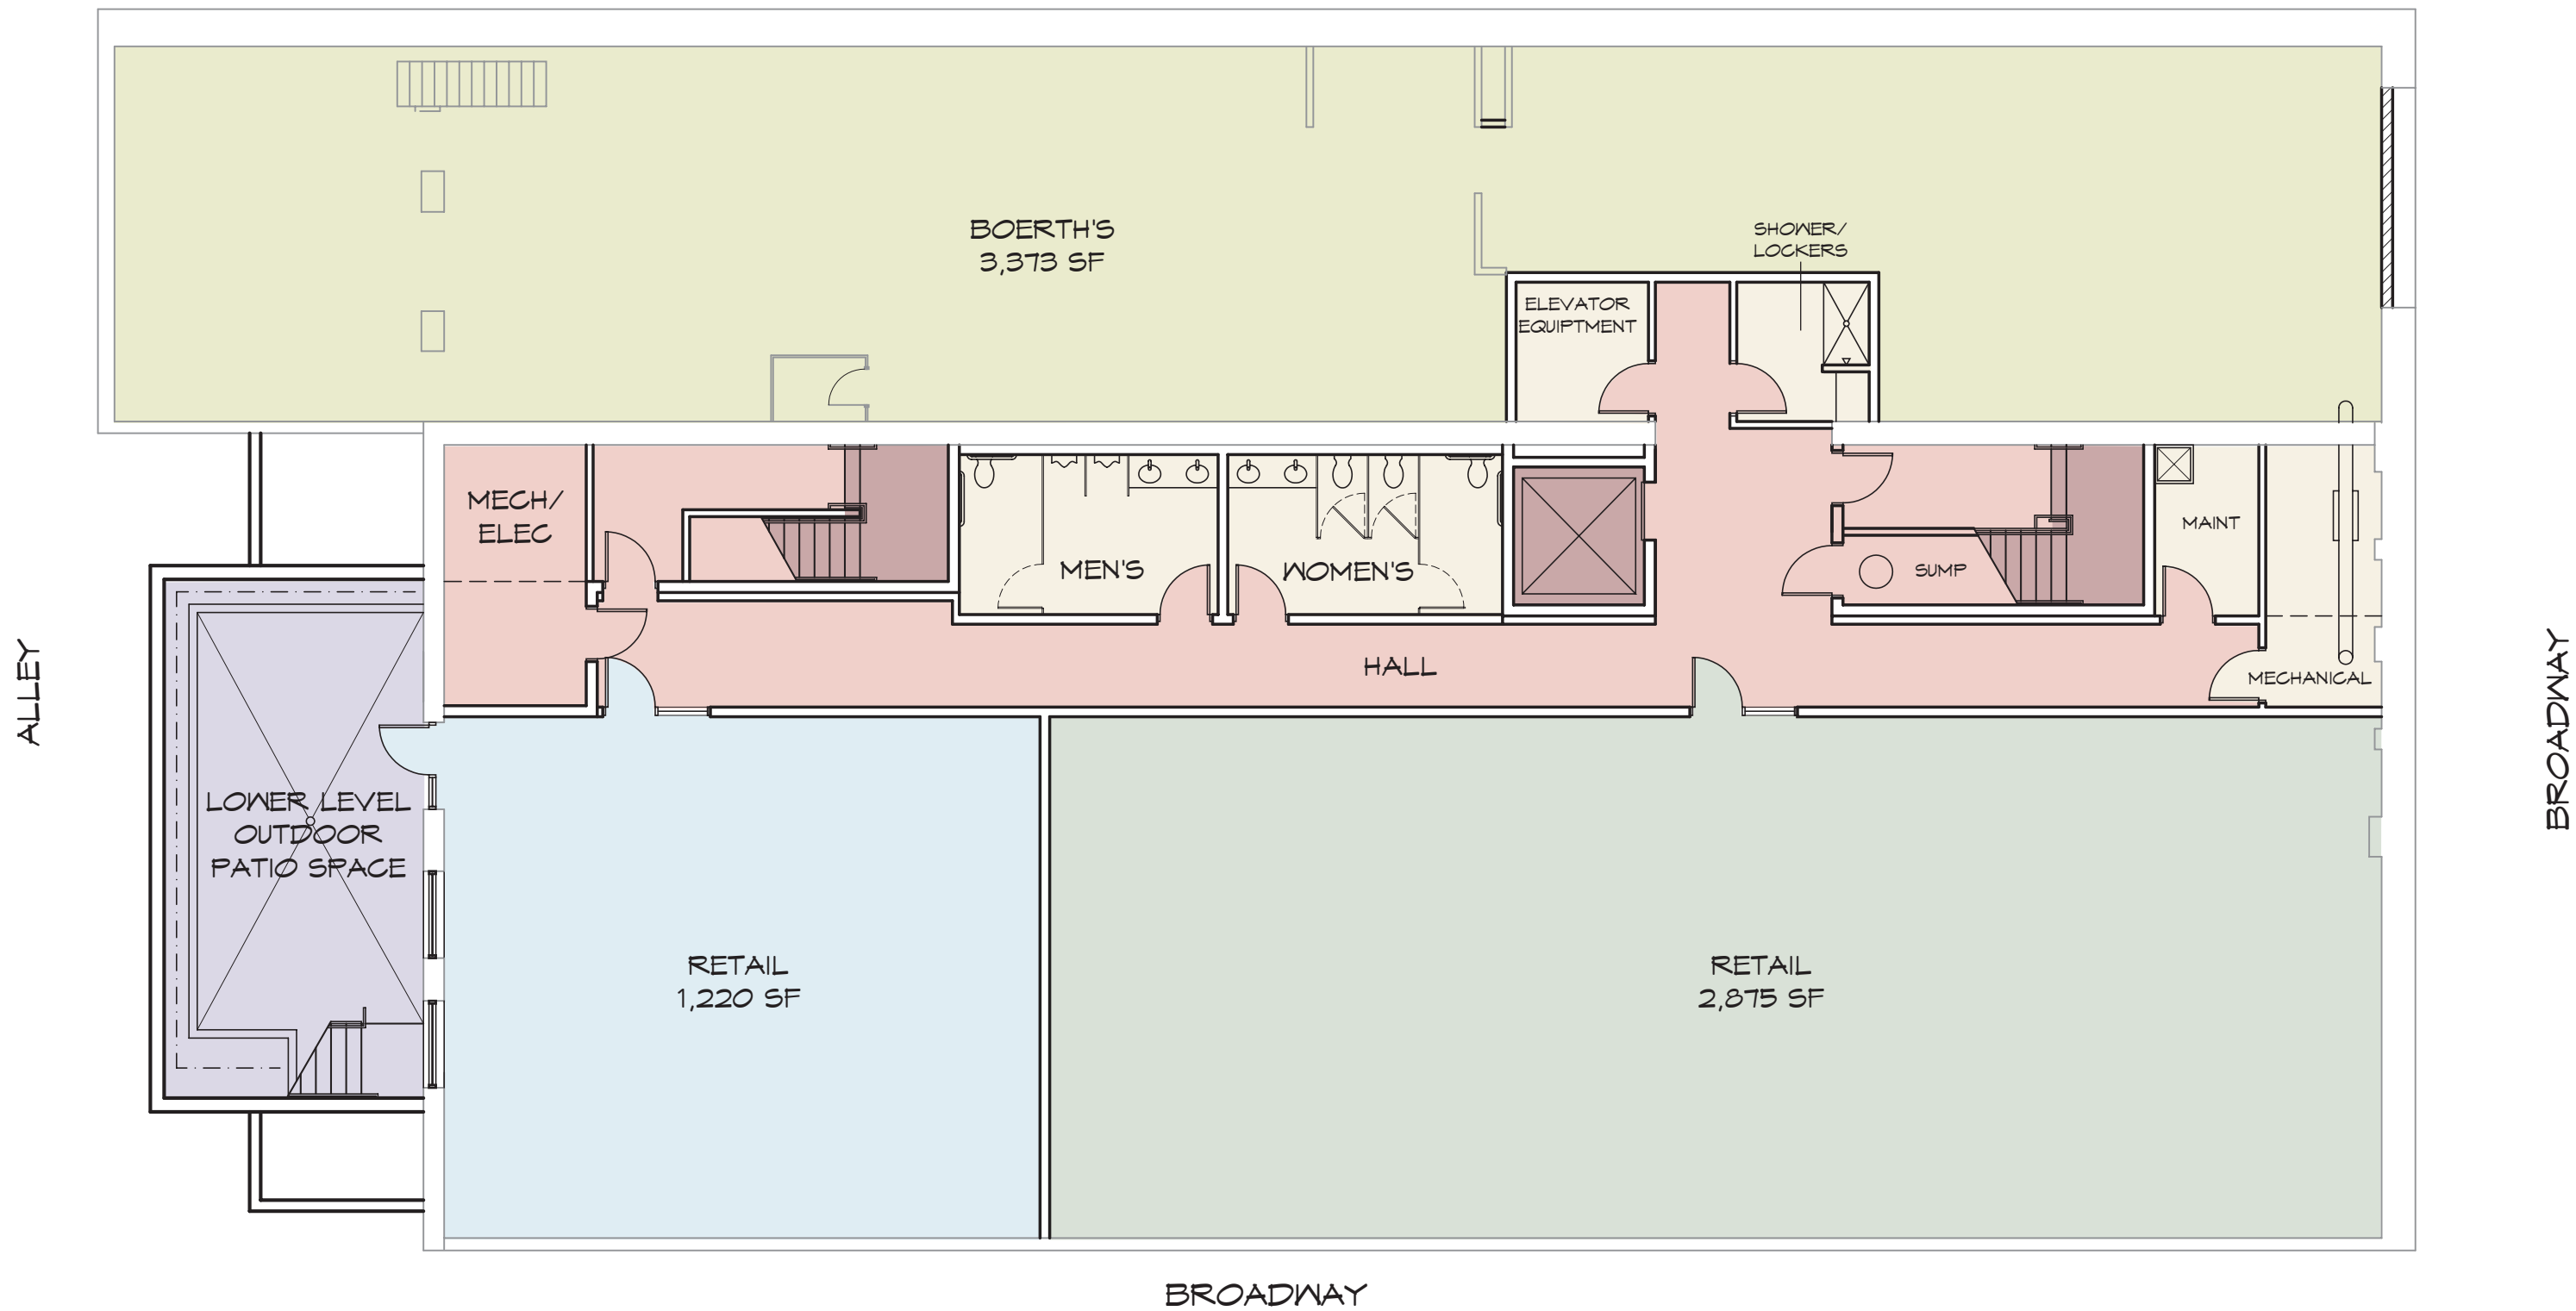 BOERTH'S
3,373 SF
SHOWER/
LOCKERS
ELEVATOR
EQUIPTMENT
MECH/
ELEC
MEN'S
WOMEN'S
SUMP
MAINT
HALL
MECHANICAL
ALLEY
BROADWAY
LOWER LEVEL
OUTDOOR
PATIO SPACE
RETAIL
1,220 SF
RETAIL
2,875 SF
BROADWAY